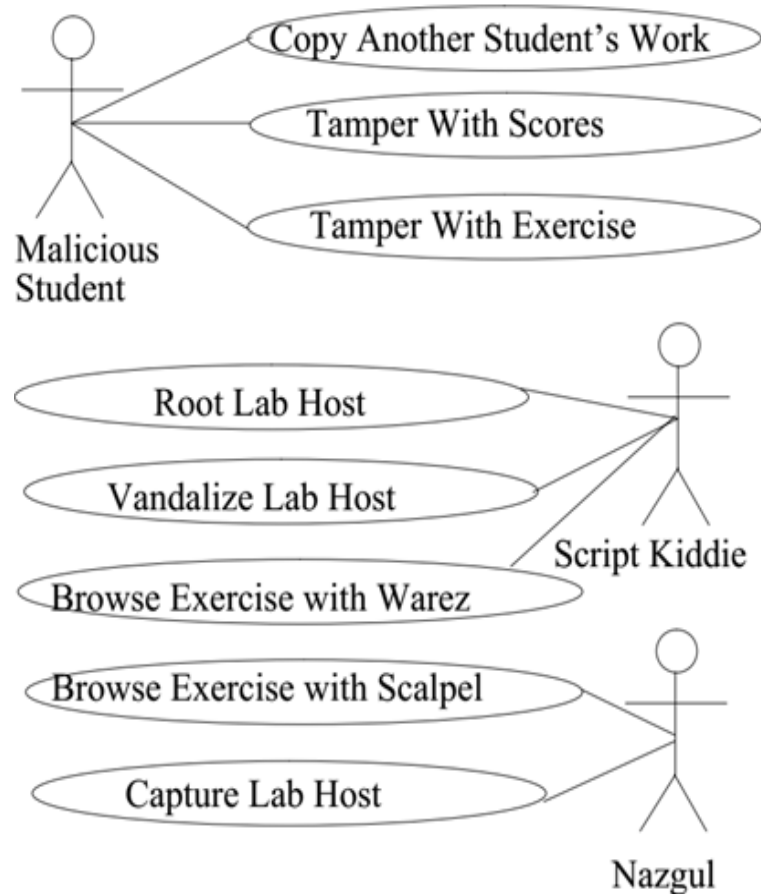 Copy Another Student's Work
Tamper With Scores
Tamper With Exercise
Malicious
Student
Root Lab Host
Vandalize Lab Host
Script Kiddie
Browse Exercise with Warez
Browse Exercise with Scalpel
Capture Lab Host
Nazgul